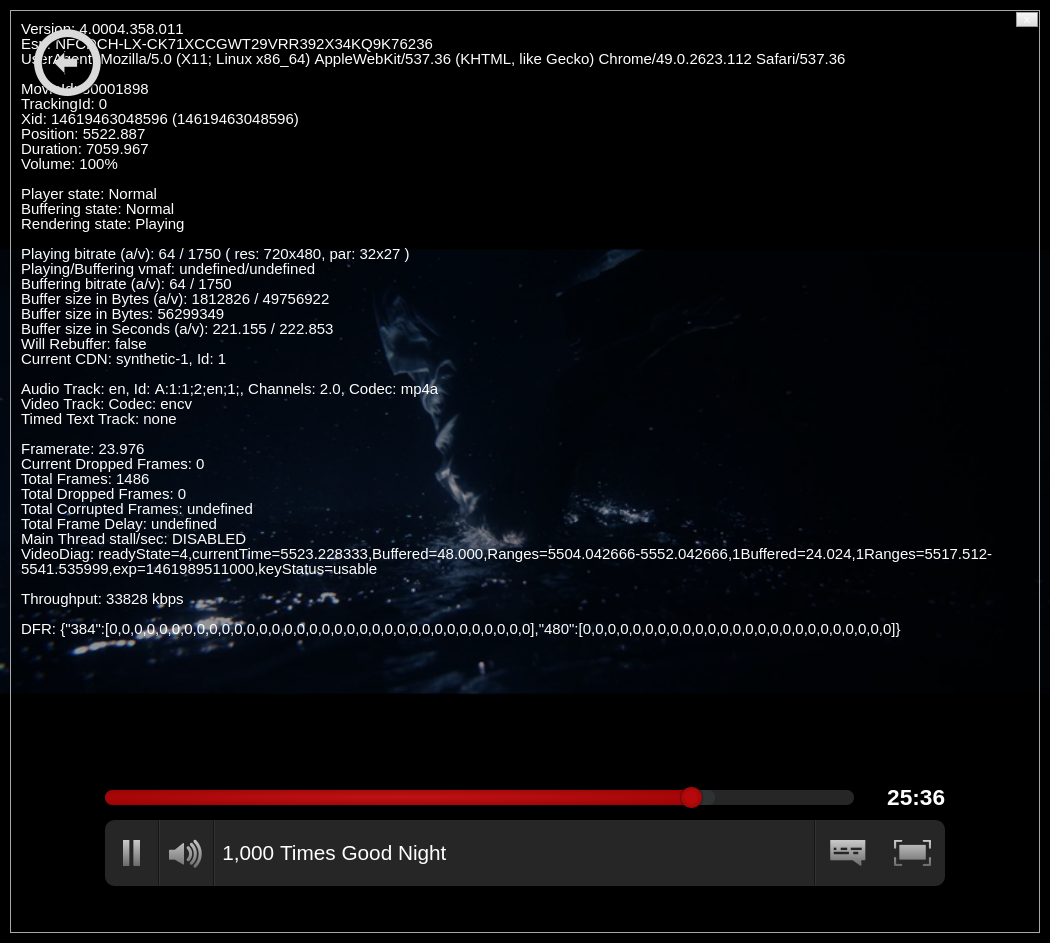 Version: 4.0004.358.011
Esn: NFCDCH-LX-CK71XCCGWT29VRR392X34KQ9K76236
UserAgent: Mozilla/5.0 (X11; Linux x86_64) AppleWebKit/537.36 (KHTML, like Gecko) Chrome/49.0.2623.112 Safari/537.36
MovieId: 80001898
TrackingId: 0
Xid: 14619463048596 (14619463048596)
Position: 5522.887
Duration: 7059.967
Volume: 100%
Player state: Normal
Buffering state: Normal
Rendering state: Playing
Playing bitrate (a/v): 64 / 1750 ( res: 720x480, par: 32x27 )
Playing/Buffering vmaf: undefined/undefined
Buffering bitrate (a/v): 64 / 1750
Buffer size in Bytes (a/v): 1812826 / 49756922
Buffer size in Bytes: 56299349
Buffer size in Seconds (a/v): 221.155 / 222.853
Will Rebuffer: false
Current CDN: synthetic-1, Id: 1
Audio Track: en, Id: A:1:1;2;en;1;, Channels: 2.0, Codec: mp4a
Video Track: Codec: encv
Timed Text Track: none
Framerate: 23.976
Current Dropped Frames: 0
Total Frames: 1486
Total Dropped Frames: 0
Total Corrupted Frames: undefined
Total Frame Delay: undefined
Main Thread stall/sec: DISABLED
VideoDiag: readyState=4,currentTime=5523.228333,Buffered=48.000,Ranges=5504.042666-5552.042666,1Buffered=24.024,1Ranges=5517.512-
5541.535999,exp=1461989511000,keyStatus=usable
Throughput: 33828 kbps
DFR: {"384":[0,0,0,0,0,0,0,0,0,0,0,0,0,0,0,0,0,0,0,0,0,0,0,0,0,0,0,0,0,0,0,0,0,0],"480":[0,0,0,0,0,0,0,0,0,0,0,0,0,0,0,0,0,0,0,0,0,0,0,0,0]}
25:36
1,000 Times Good Night